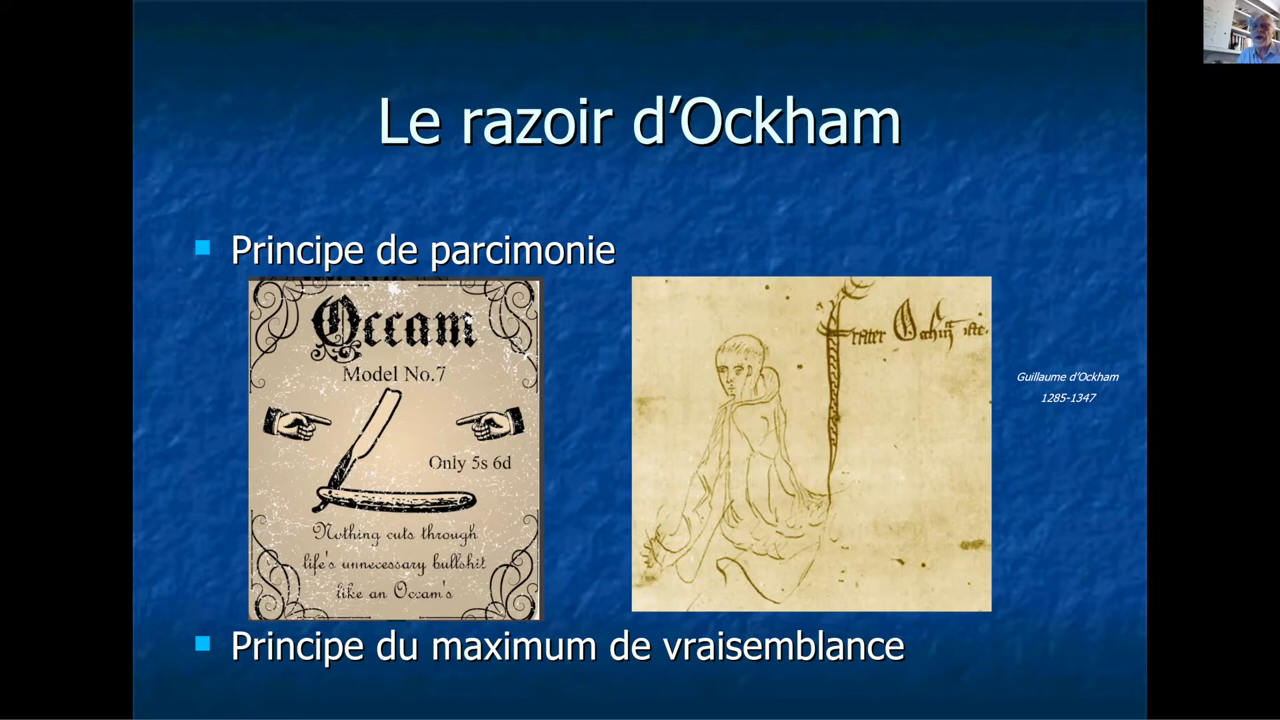 Le razoir d'Ockham
Principe de parcimonie
Occam
Model No.7
Only 5s 6d
Nothing cuts through
life's unnecessary bullshit
like an Occam's
frater Occham iste.
Guillaume d'Ockham
1285-1347
Principe du maximum de vraisemblance